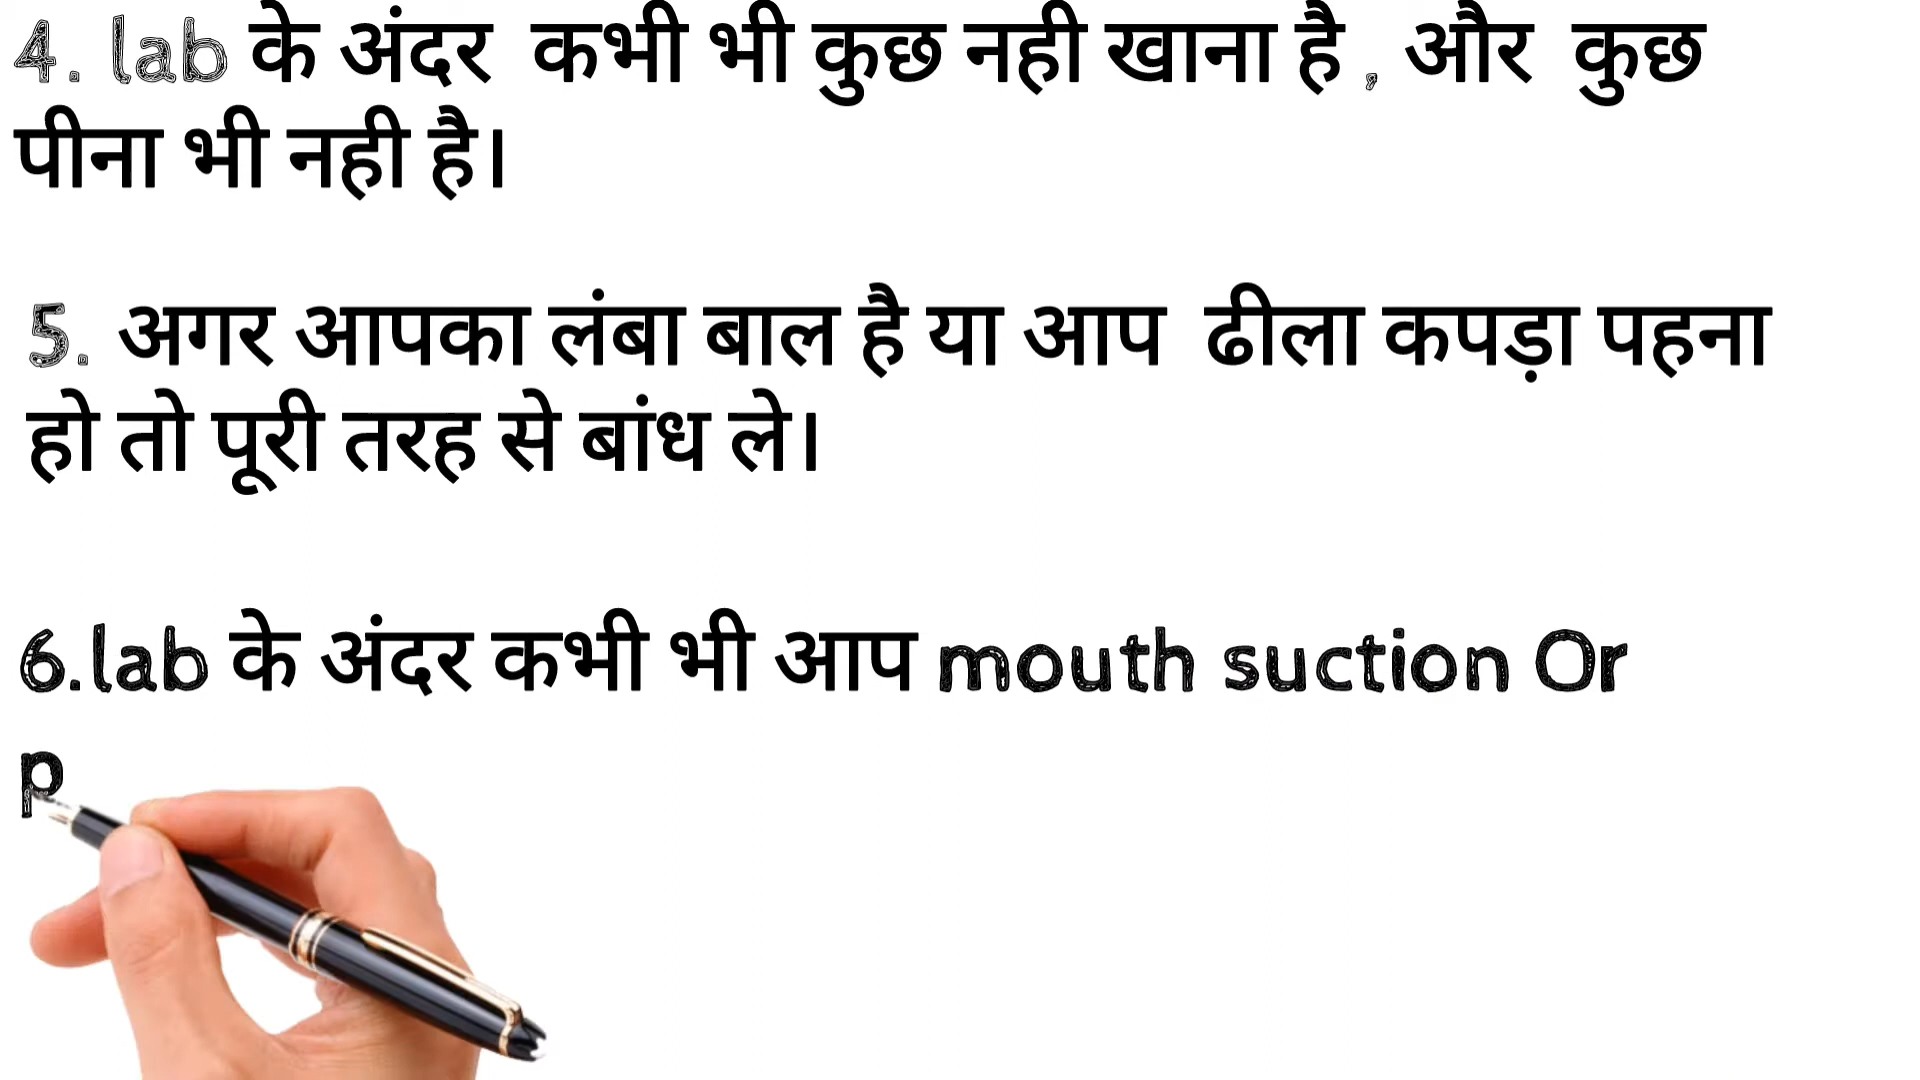 4. lab के अंदर कभी भी कुछ नही खाना है , और कुछ
पीना भी नही है।
5. अगर आपका लंबा बाल है या आप ढीला कपड़ा पहना
हो तो पूरी तरह से बांध ले।
6.lab के अंदर कभी भी आप mouth suction Or
p